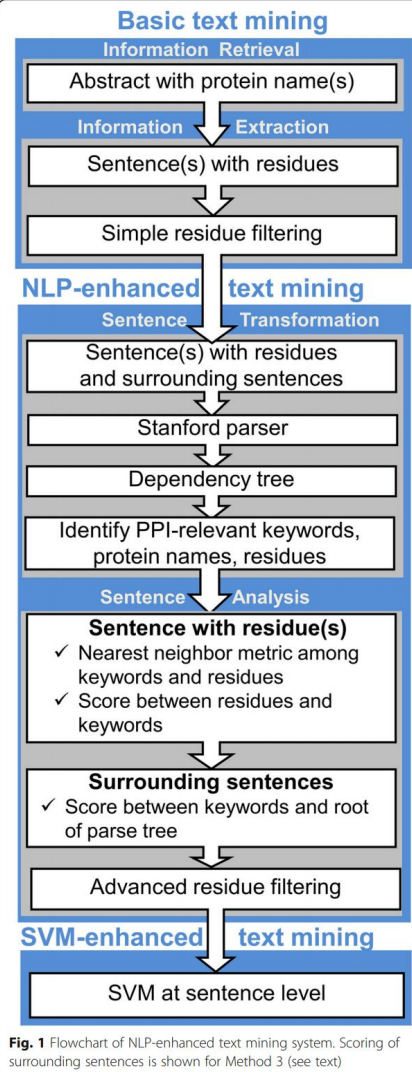 Basic text mining
Information Retrieval
Abstract with protein name(s)
Information Extraction
Sentence(s) with residues
Simple residue filtering
NLP-enhanced text mining
Sentence Transformation
Sentence(s) with residues
and surrounding sentences
Stanford parser
Dependency tree
Identify PPI-relevant keywords,
protein names, residues
Sentence Analysis
Sentence with residue(s)
✓ Nearest neighbor metric among
keywords and residues
✓ Score between residues and
keywords
Surrounding sentences
✓ Score between keywords and root
of parse tree
Advanced residue filtering
SVM-enhanced text mining
SVM at sentence level
Fig. 1 Flowchart of NLP-enhanced text mining system. Scoring of
surrounding sentences is shown for Method 3 (see text)